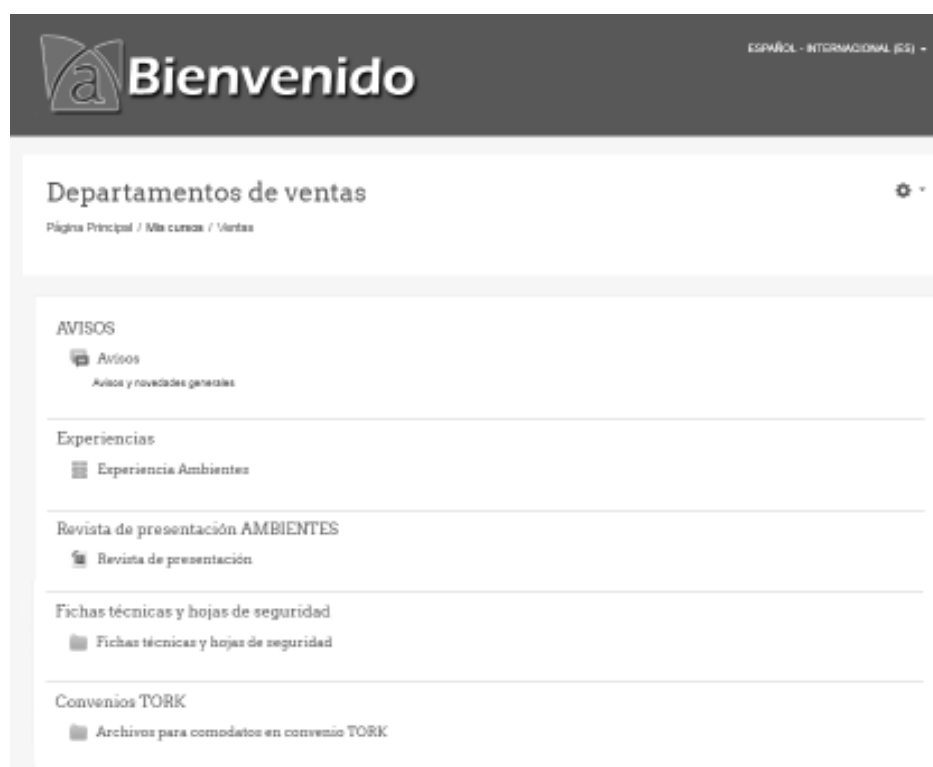 a Bienvenido
ESPAÑOL - INTERNACIONAL (ES)
Departamentos de ventas
Página Principal / Mis cursos / Ventas
AVISOS
Avisos
Avisos y novedades generales
Experiencias
Experiencia Ambientes
Revista de presentación AMBIENTES
Revista de presentación
Fichas técnicas y hojas de seguridad
Fichas técnicas y hojas de seguridad
Convenios TORK
Archivos para comodatos en convenio TORK